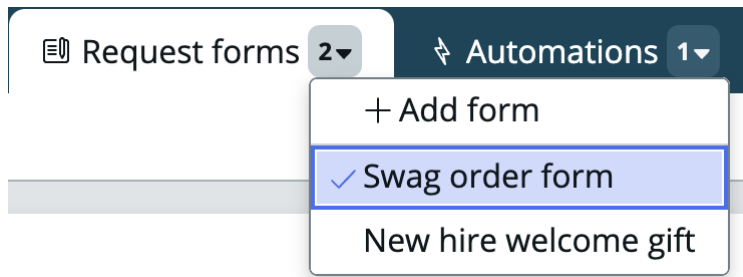 Request forms 2 Automations 1
+ Add form
Swag order form
New hire welcome gift